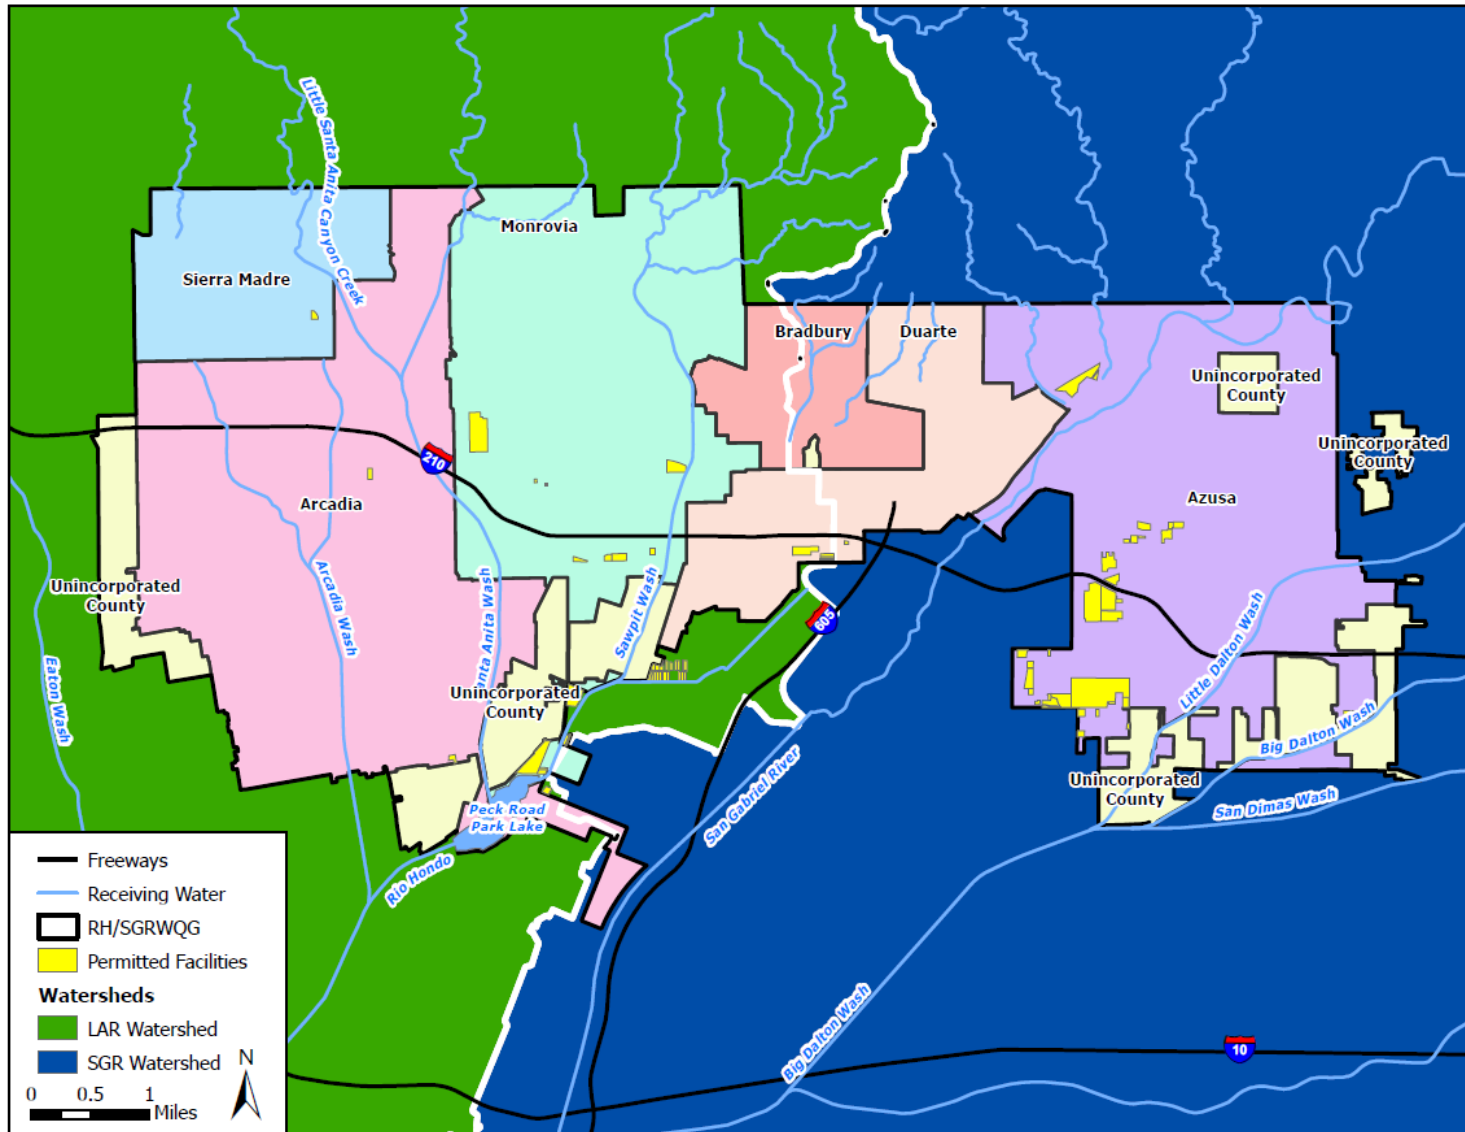 Little Santa Anita Canyon Creek
Monrovia
Sierra Madre
Bradbury
Duarte
Unincorporated
County
Unincorporated
County
210
Arcadia
Azusa
Unincorporated
County
Arcadia Wash
Santa Anita Wash
Sawpit Wash
605
Eaton Wash
Little Dalton Wash
Unincorporated
County
Big Dalton Wash
Unincorporated
County
San Gabriel River
San Dimas Wash
Peck Road
Park Lake
Rio Hondo
Big Dalton Wash
10
Freeways
Receiving Water
RH/SGRWQG
Permitted Facilities
Watersheds
LAR Watershed
SGR Watershed
N
0 0.5 1
Miles